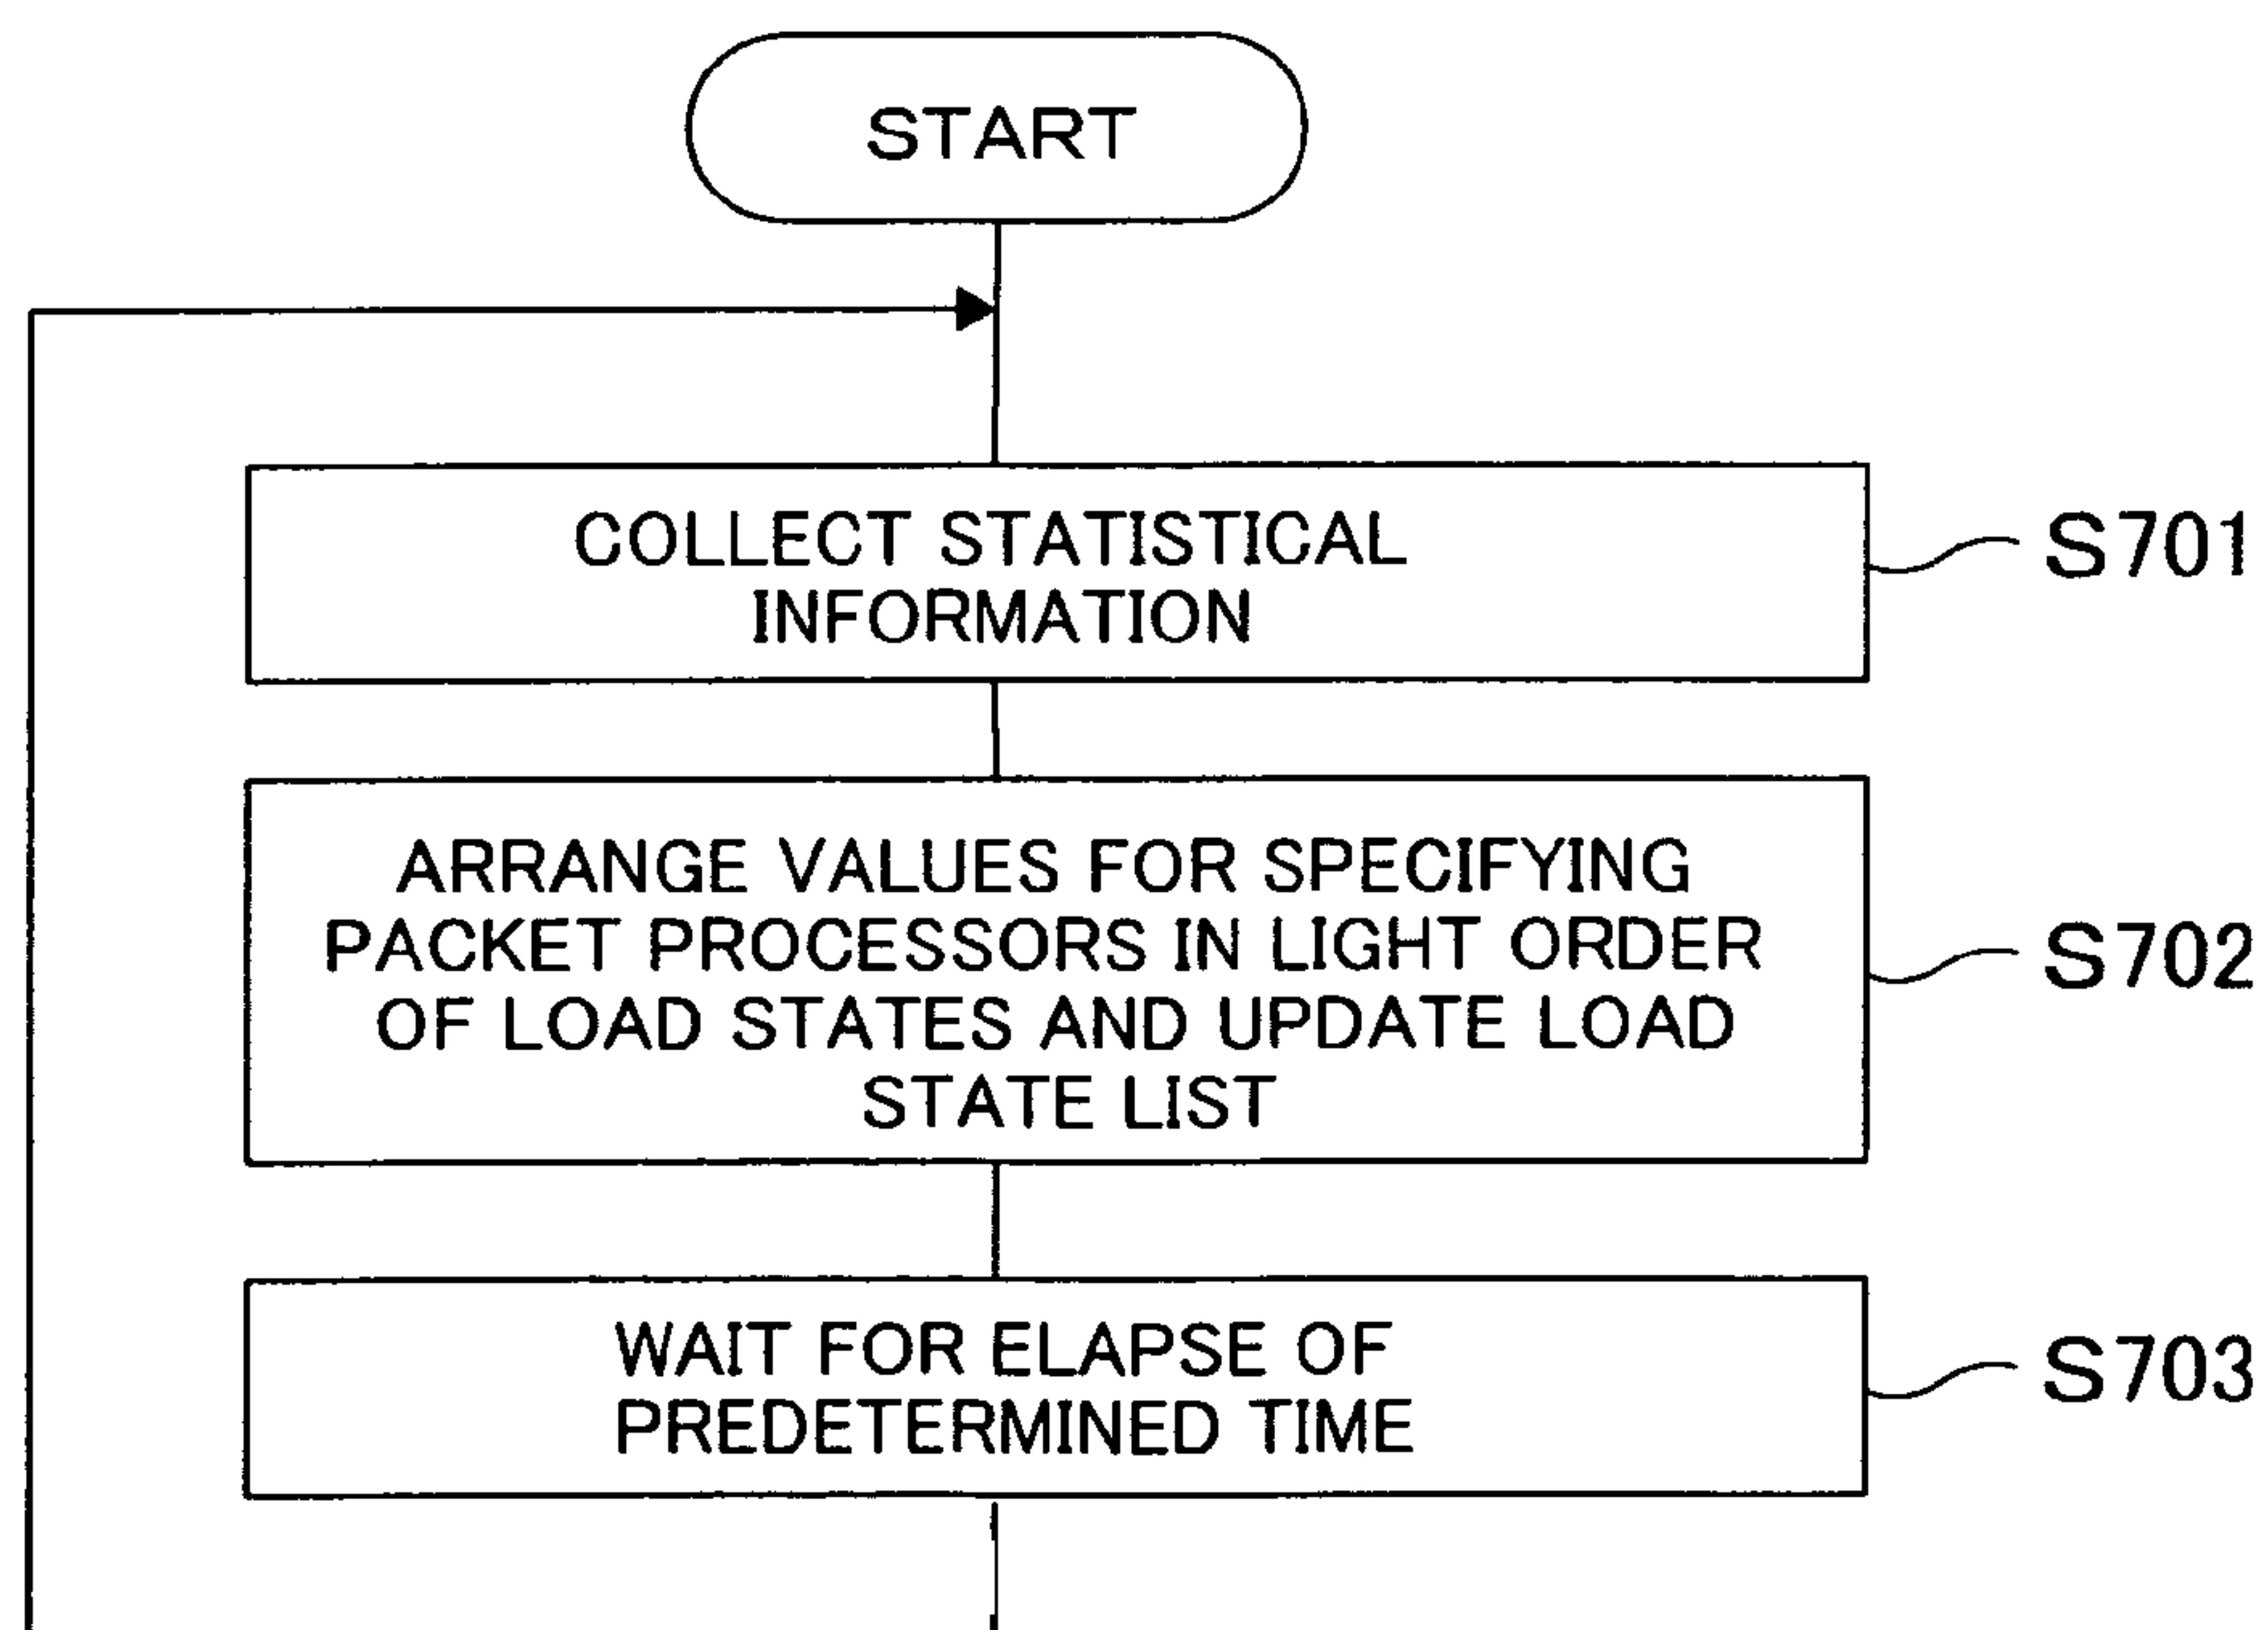 START
COLLECT STATISTICAL
INFORMATION
S701
ARRANGE VALUES FOR SPECIFYING
PACKET PROCESSORS IN LIGHT ORDER
OF LOAD STATES AND UPDATE LOAD
STATE LIST
S702
WAIT FOR ELAPSE OF
PREDETERMINED TIME
S703